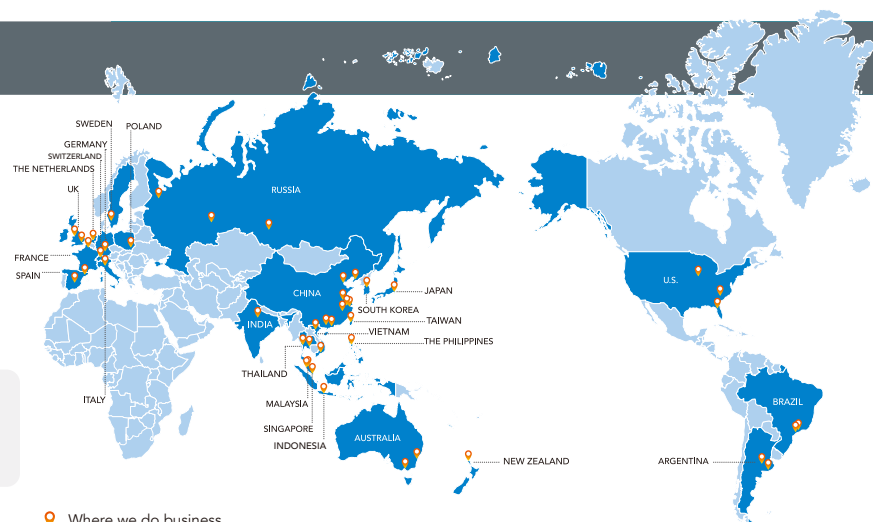 SWEDEN
POLAND
GERMANY
SWITZERLAND
THE NETHERLANDS
UK
RUSSIA
FRANCE
SPAIN
CHINA
JAPAN
SOUTH KOREA
INDIA
TAIWAN
VIETNAM
THE PHILIPPINES
THAILAND
ITALY
MALAYSIA
SINGAPORE
INDONESIA
AUSTRALIA
NEW ZEALAND
U.S.
BRAZIL
ARGENTINA
Where we do business